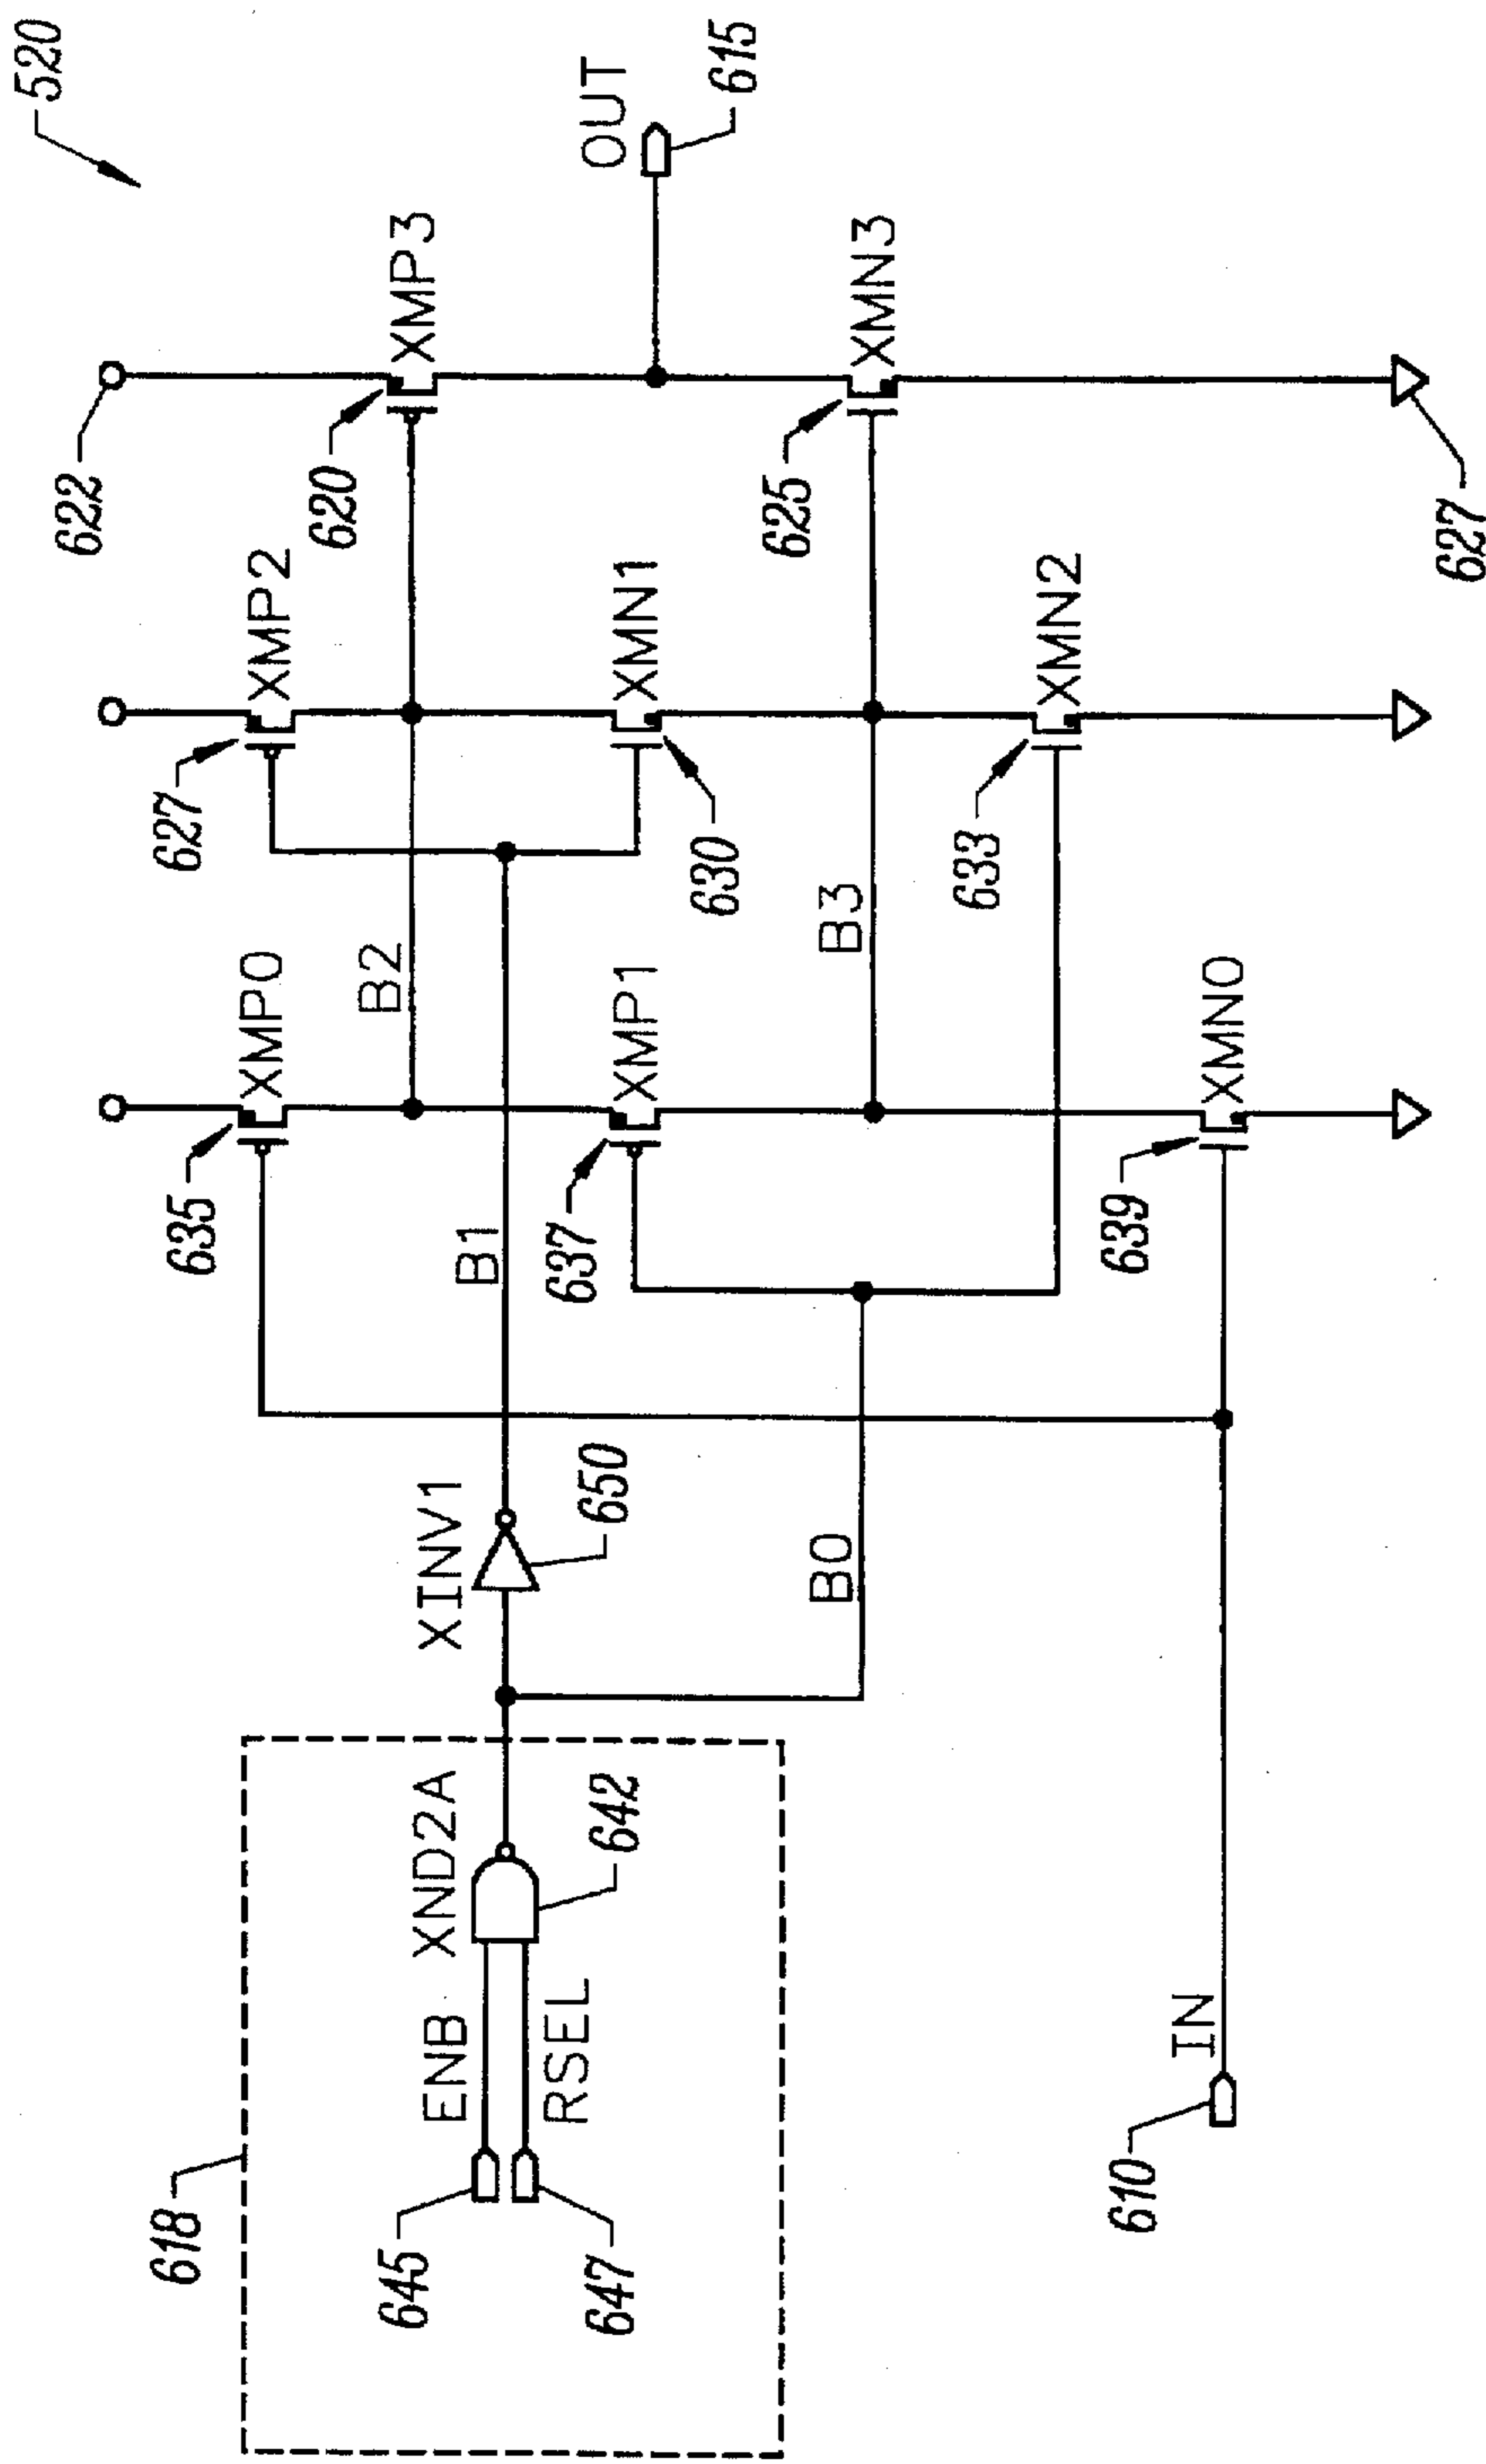 520
622
XMP3
620
OUT
615
XMP2
627
XMN1
630
625
XMN3
XMN2
633
627
XMP0
635
B2
B1
XMP1
637
B3
XMN0
639
XINV1
650
B0
618
XND2A
642
ENB
RSEL
645
647
IN
610